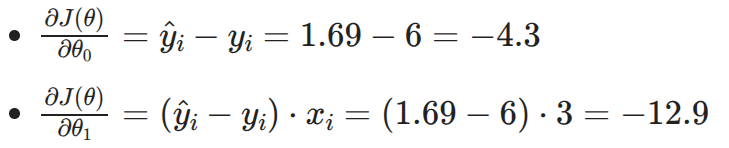 • ∂J(θ)/∂θ₀ = ŷᵢ − yᵢ = 1.69 − 6 = −4.3
• ∂J(θ)/∂θ₁ = (ŷᵢ − yᵢ) · xᵢ = (1.69 − 6) · 3 = −12.9